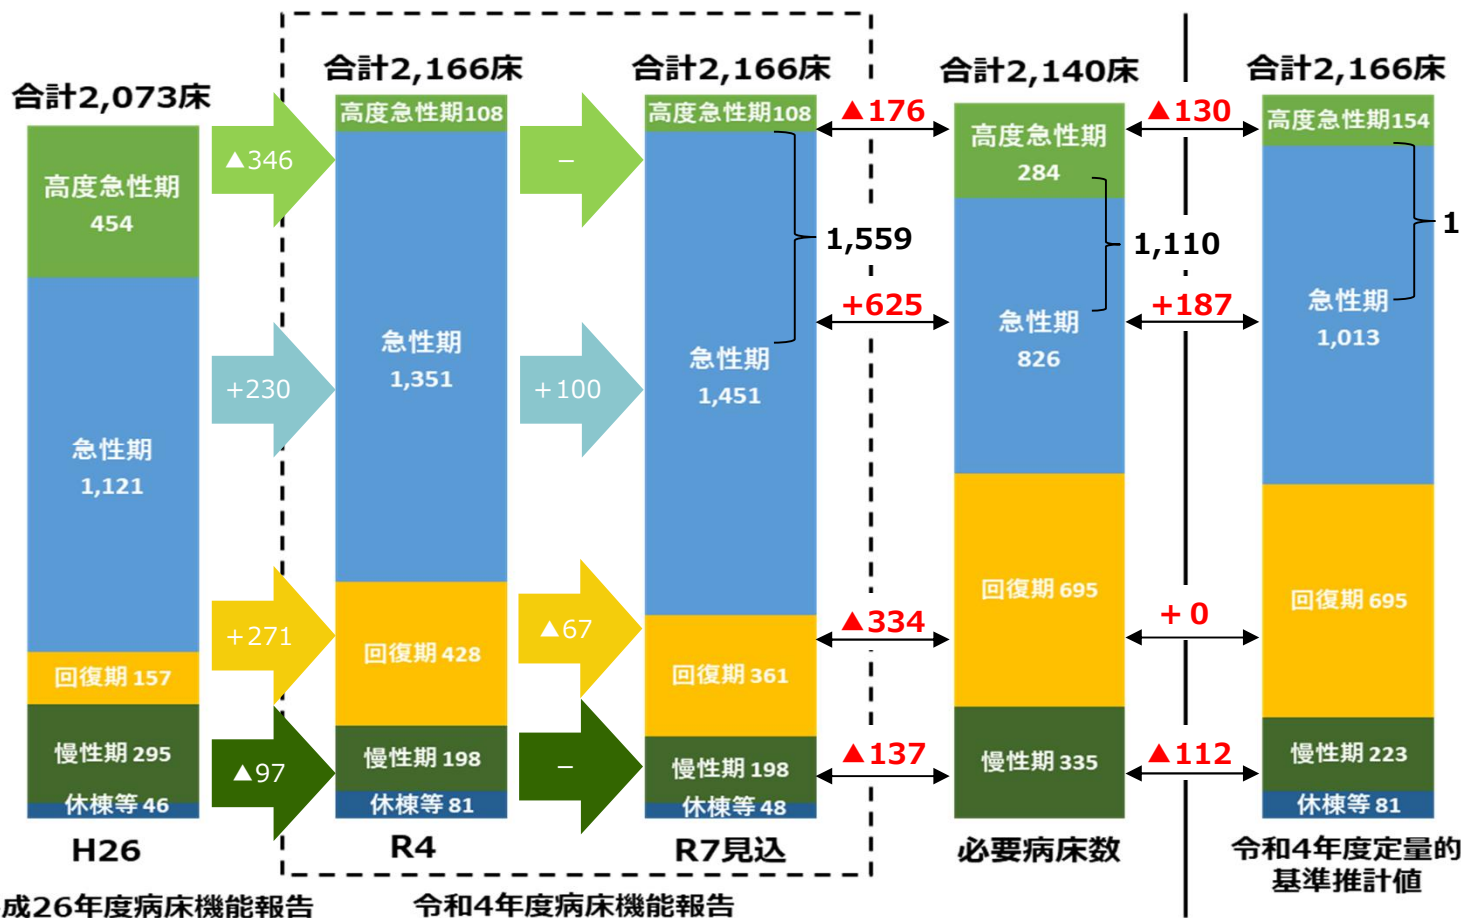 合計2,073床
高度急性期
454
急性期
1,121
回復期 157
慢性期 295
休棟等 46
H26
成26年度病床機能報告
▲346
+230
+271
▲97
合計2,166床
高度急性期108
急性期
1,351
回復期 428
慢性期 198
休棟等 81
R4
令和4年度病床機能報告
−
+100
▲67
−
合計2,166床
高度急性期108
急性期
1,451
回復期 361
慢性期 198
休棟等 48
R7見込
1,559
▲176
+625
▲334
▲137
合計2,140床
高度急性期
284
急性期
826
回復期 695
慢性期 335
必要病床数
1,110
▲130
+187
+0
▲112
合計2,166床
高度急性期154
急性期
1,013
回復期 695
慢性期 223
休棟等 81
令和4年度定量的
基準推計値
1